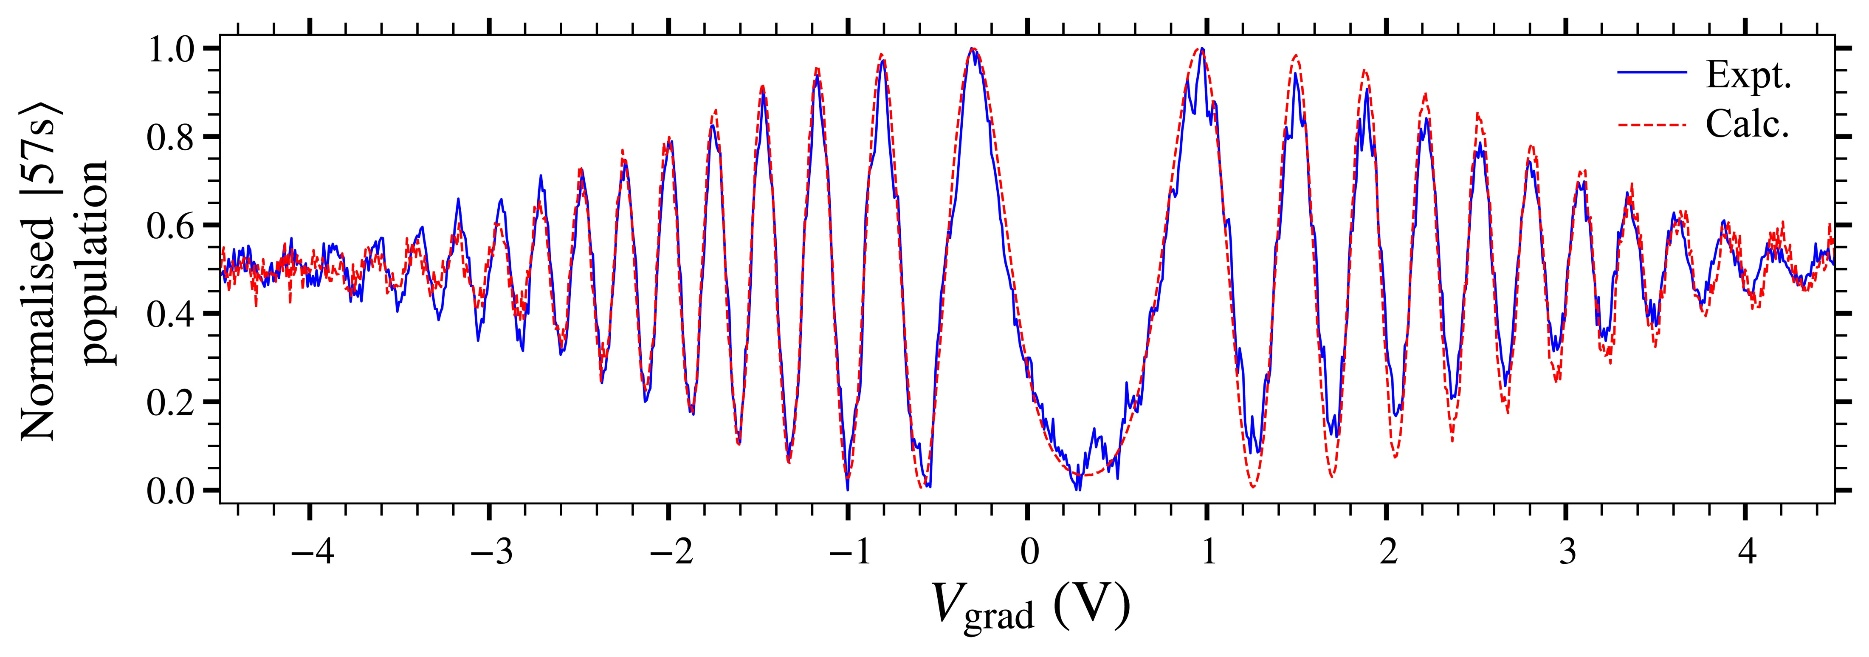 Normalised |57s⟩
population
1.0
0.8
0.6
0.4
0.2
0.0
Expt.
Calc.
−4 −3 −2 −1 0 1 2 3 4
V_grad (V)